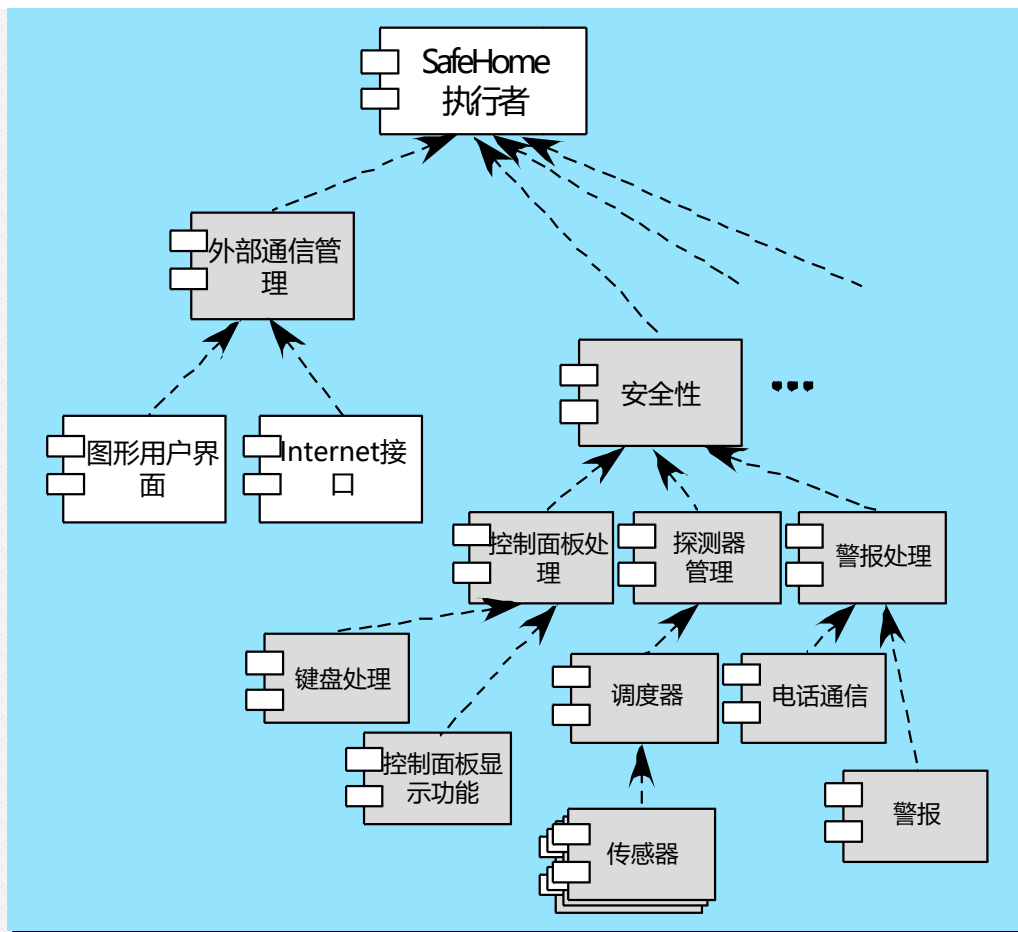 SafeHome
执行者
外部通信管
理
安全性
图形用户界
面
Internet接
口
控制面板处
理
探测器
管理
警报处理
键盘处理
调度器
电话通信
控制面板显
示功能
警报
传感器